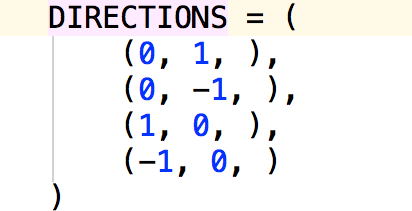 DIRECTIONS = (
(0, 1, ),
(0, -1, ),
(1, 0, ),
(-1, 0, )
)